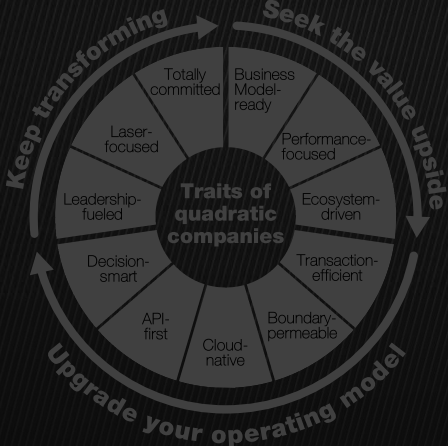 Keep transforming
Seek the value upside
Upgrade your operating model
Traits of
quadratic
companies
Totally
committed
Business
Model-
ready
Performance-
focused
Ecosystem-
driven
Transaction-
efficient
Boundary-
permeable
Cloud-
native
API-
first
Decision-
smart
Leadership-
fueled
Laser-
focused